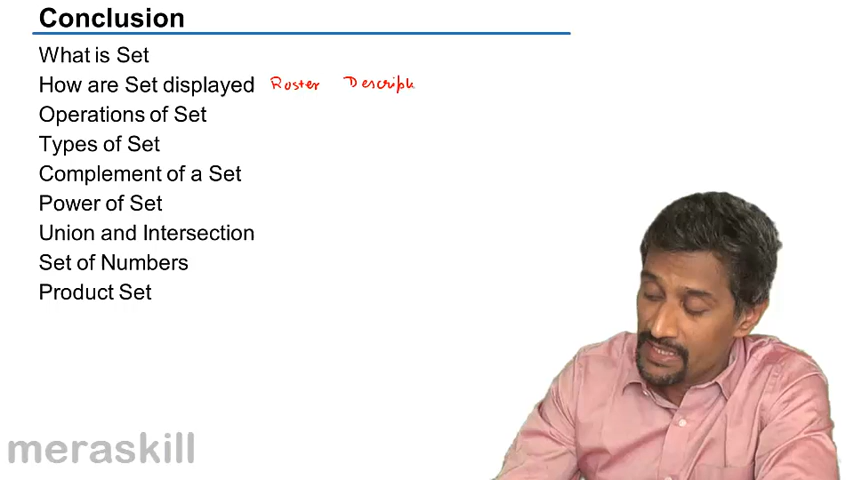 Conclusion
What is Set
How are Set displayed Roster Descriptı
Operations of Set
Types of Set
Complement of a Set
Power of Set
Union and Intersection
Set of Numbers
Product Set
meraskill